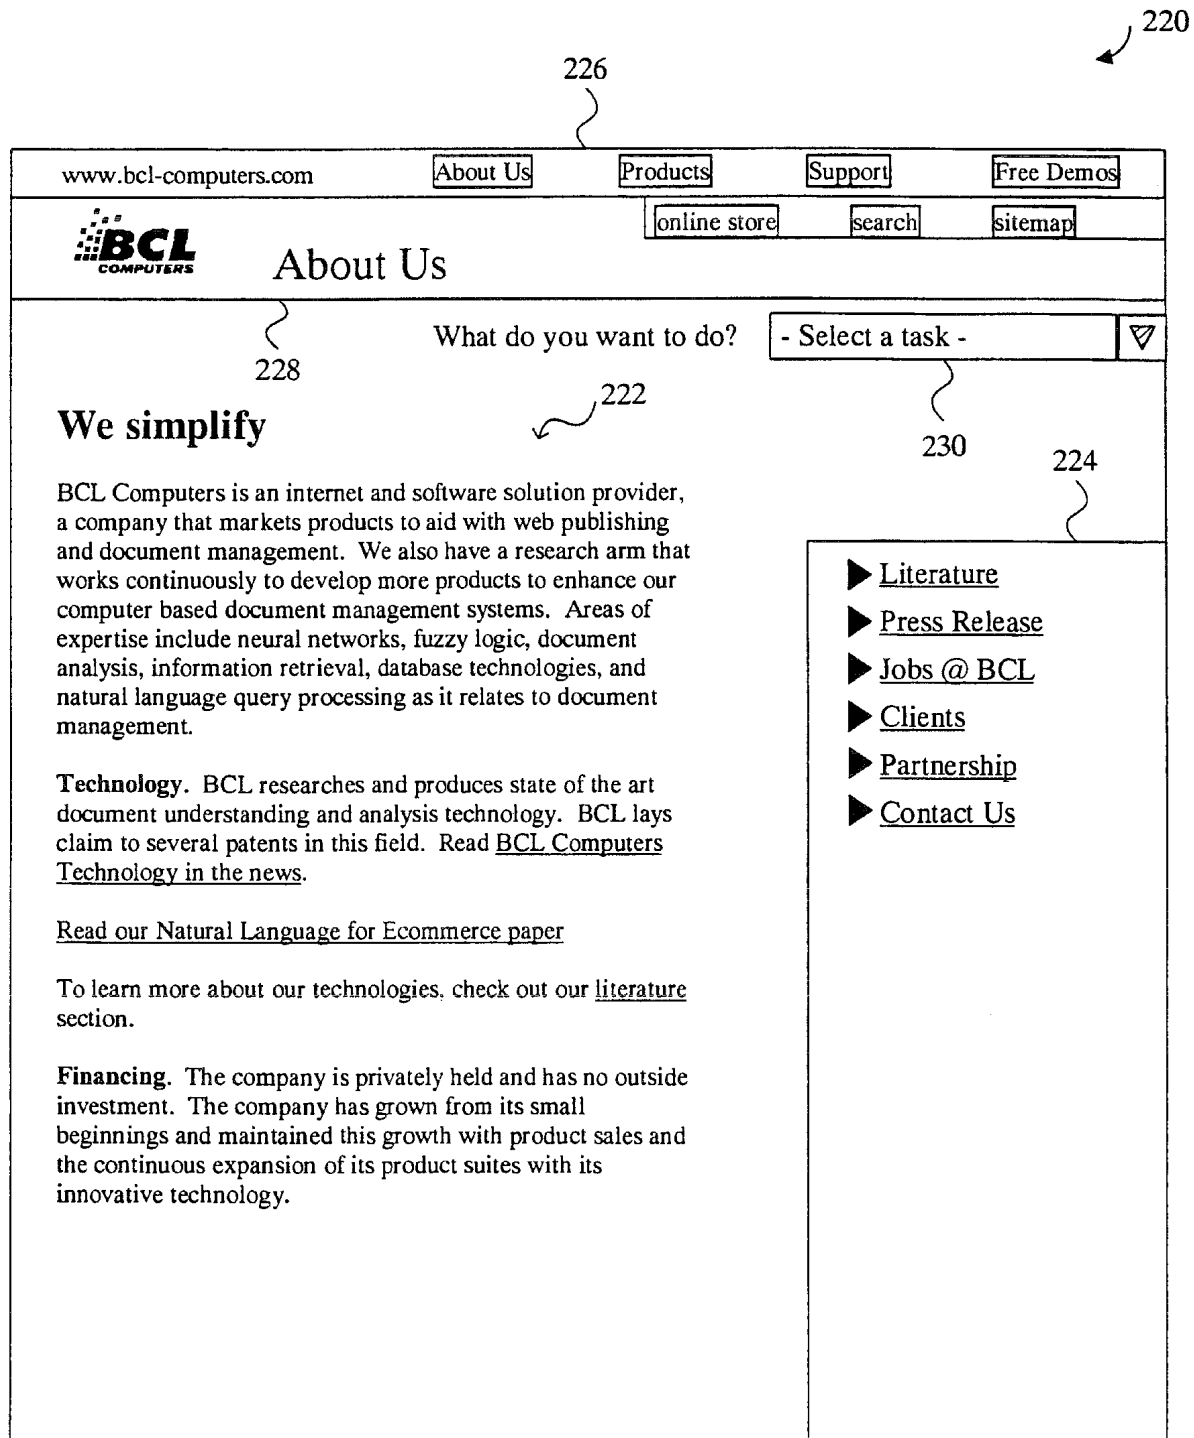 220
226
www.bcl-computers.com About Us Products Support Free Demos
online store search sitemap
BCL
COMPUTERS
About Us
What do you want to do? - Select a task -
228
222
230
224
We simplify
BCL Computers is an internet and software solution provider,
a company that markets products to aid with web publishing
and document management. We also have a research arm that
works continuously to develop more products to enhance our
computer based document management systems. Areas of
expertise include neural networks, fuzzy logic, document
analysis, information retrieval, database technologies, and
natural language query processing as it relates to document
management.
Technology. BCL researches and produces state of the art
document understanding and analysis technology. BCL lays
claim to several patents in this field. Read BCL Computers
Technology in the news.
Read our Natural Language for Ecommerce paper
To learn more about our technologies, check out our literature
section.
Financing. The company is privately held and has no outside
investment. The company has grown from its small
beginnings and maintained this growth with product sales and
the continuous expansion of its product suites with its
innovative technology.
Literature
Press Release
Jobs @ BCL
Clients
Partnership
Contact Us